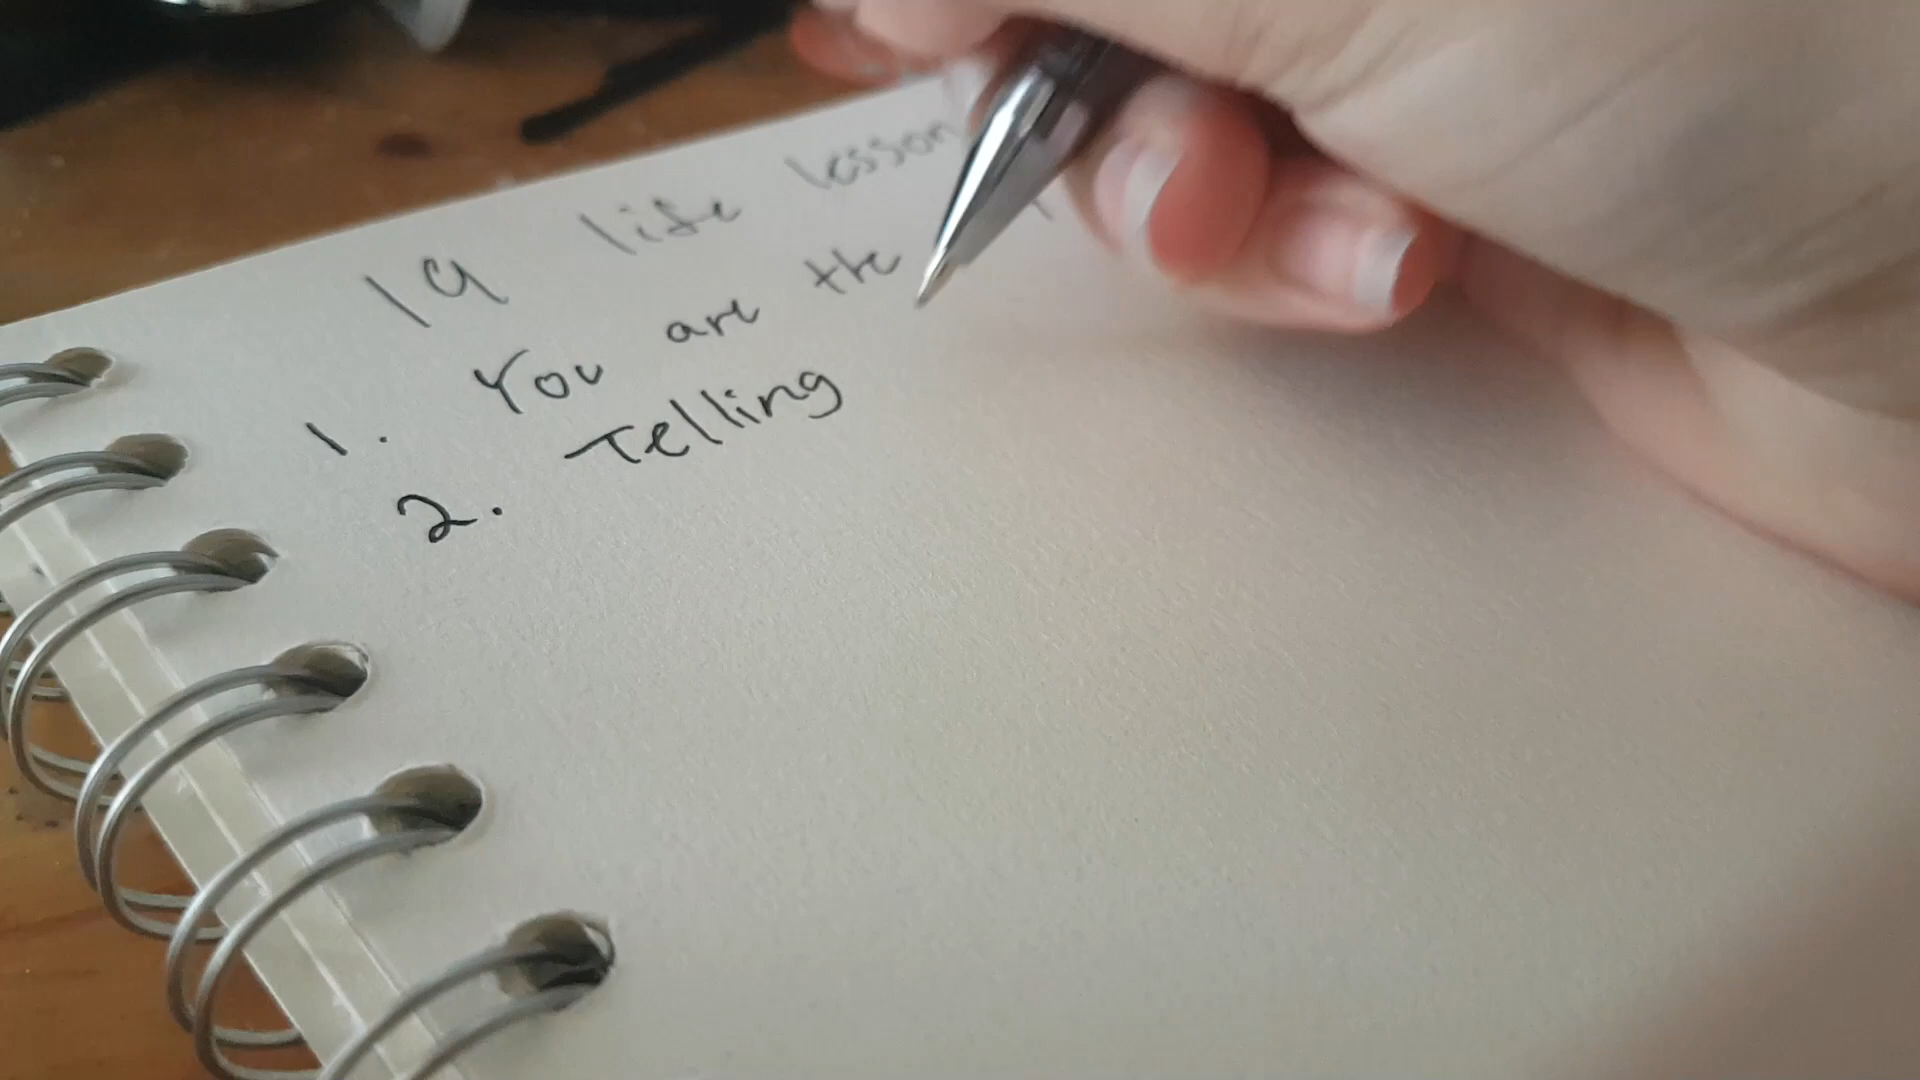 19 life lesson
1. You are the
2. Telling